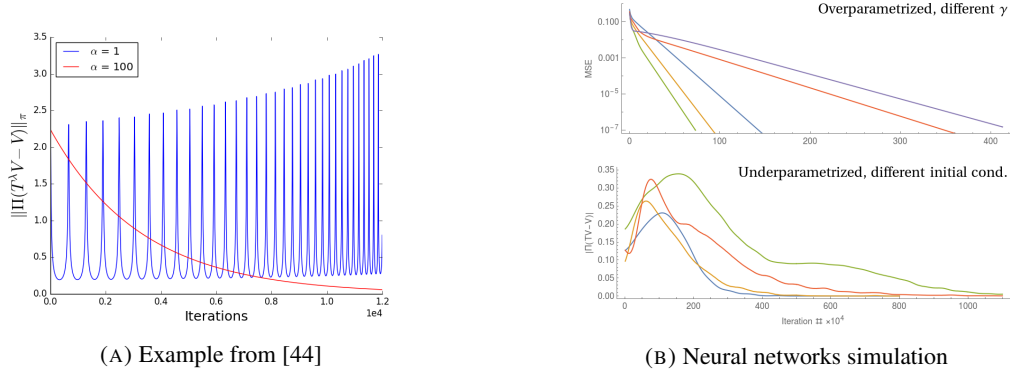 α = 1
α = 100
‖Π(T^λV − V)‖_π
3.5
3.0
2.5
2.0
1.5
1.0
0.5
0.0
0.0 0.2 0.4 0.6 0.8 1.0 1.2
1e4
Iterations
(A) Example from [44]
Overparametrized, different γ
MSE
0.100
0.001
10^-5
10^-7
0 100 200 300 400
Underparametrized, different initial cond.
|Π(TV-V)|
0.35
0.30
0.25
0.20
0.15
0.10
0.05
0.00
0 200 400 600 800 1000
Iteration ♯♯ ×10^4
(B) Neural networks simulation